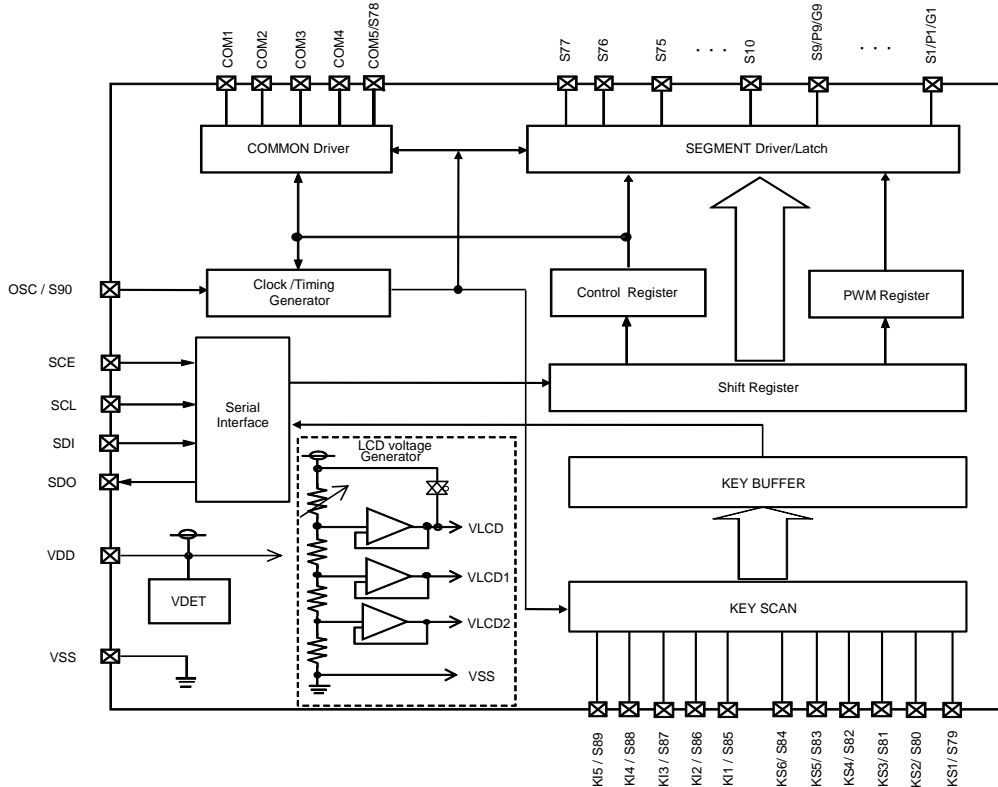 COM1
COM2
COM3
COM4
COM5/S78
S77
S76
S75
. . .
S10
S9/P9/G9
. . .
S1/P1/G1
COMMON Driver
SEGMENT Driver/Latch
OSC / S90
Clock /Timing
Generator
Control Register
PWM Register
SCE
SCL
SDI
SDO
Serial
Interface
Shift Register
LCD voltage
Generator
KEY BUFFER
VLCD
VLCD1
VLCD2
VSS
VDD
VDET
KEY SCAN
VSS
KI5 / S89
KI4 / S88
KI3 / S87
KI2 / S86
KI1 / S85
KS6/ S84
KS5/ S83
KS4/ S82
KS3/ S81
KS2/ S80
KS1/ S79